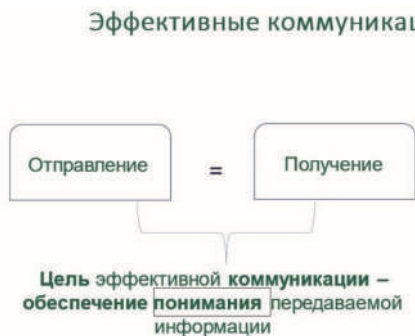 Эффективные коммуникац
Отправление = Получение
Цель эффективной коммуникации –
обеспечение понимания передаваемой
информации